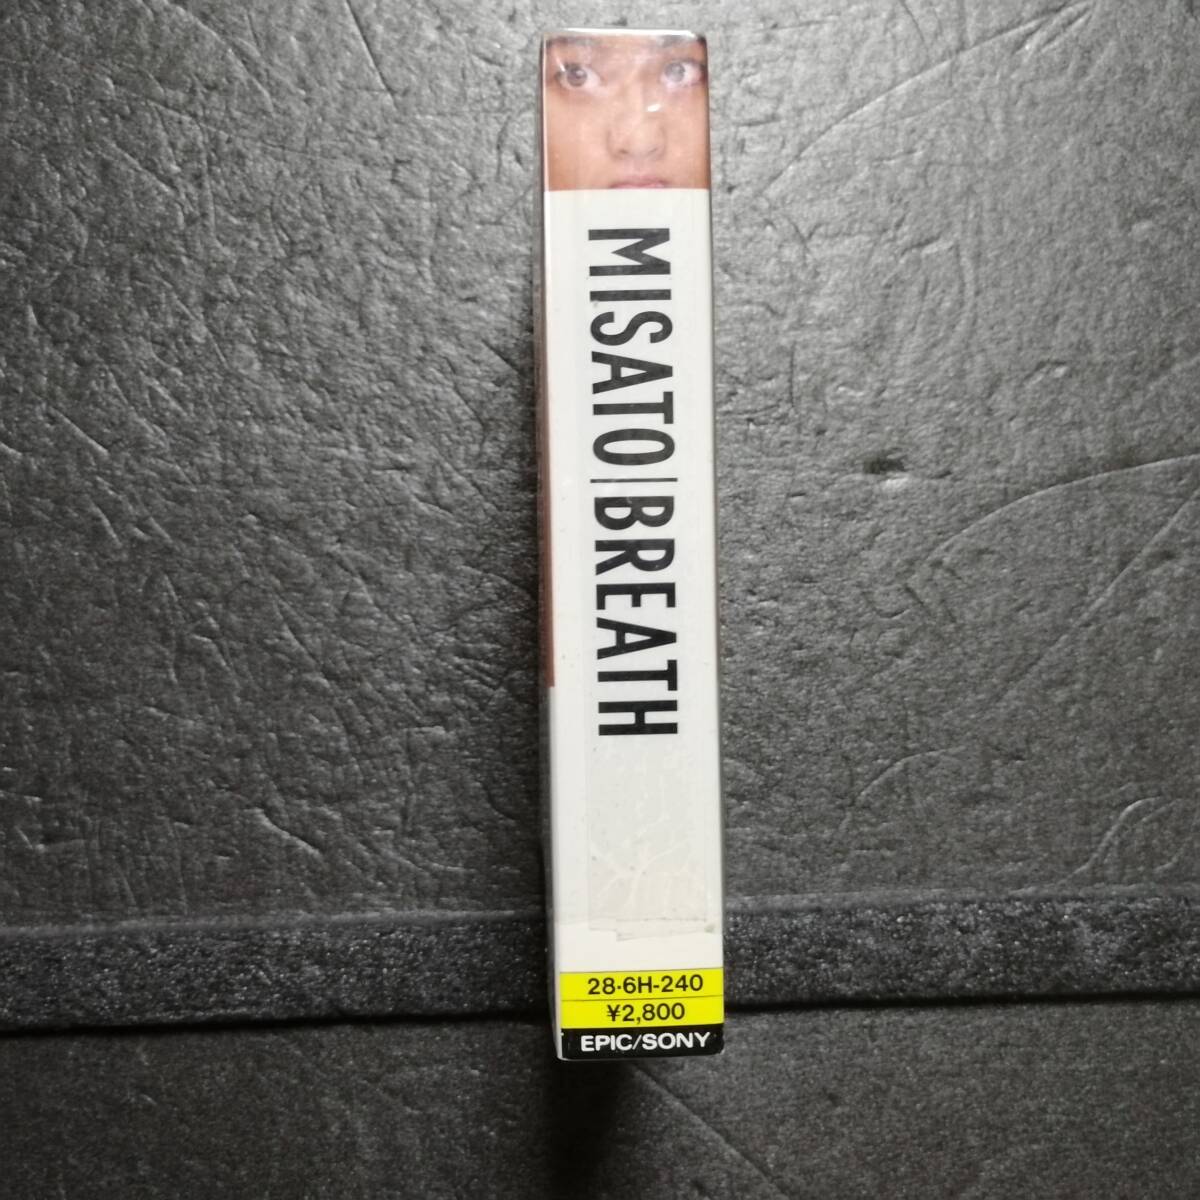 MISATO|BREATH
28·6H-240
¥2,800
EPIC/SONY